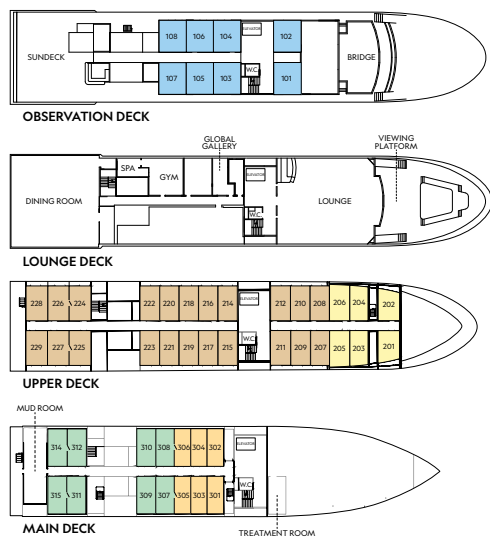 108 106 104 ELEVATOR 102
SUNDECK BRIDGE
W.C.
107 105 103 101
OBSERVATION DECK
GLOBAL
GALLERY
VIEWING
PLATFORM
SPA
GYM
ELEVATOR
DINING ROOM LOUNGE
W.C.
LOUNGE DECK
228 226 224 222 220 218 216 214 ELEVATOR 212 210 208 206 204 202
W.C.
229 227 225 223 221 219 217 215 211 209 207 205 203 201
UPPER DECK
MUD ROOM
314 312 310 308 306 304 302 ELEVATOR
W.C.
315 311 309 307 305 303 301
MAIN DECK
TREATMENT ROOM